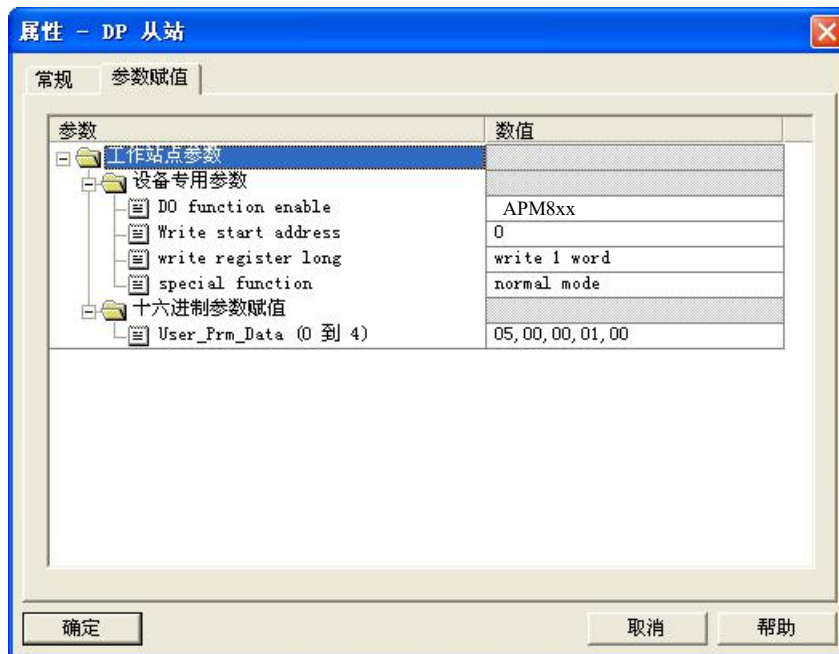 属性 - DP 从站
常规 参数赋值
参数 数值
工作站点参数
设备专用参数
DO function enable APM8xx
Write start address 0
write register long write 1 word
special function normal mode
十六进制参数赋值
User_Prm_Data (0 到 4) 05,00,00,01,00
确定 取消 帮助